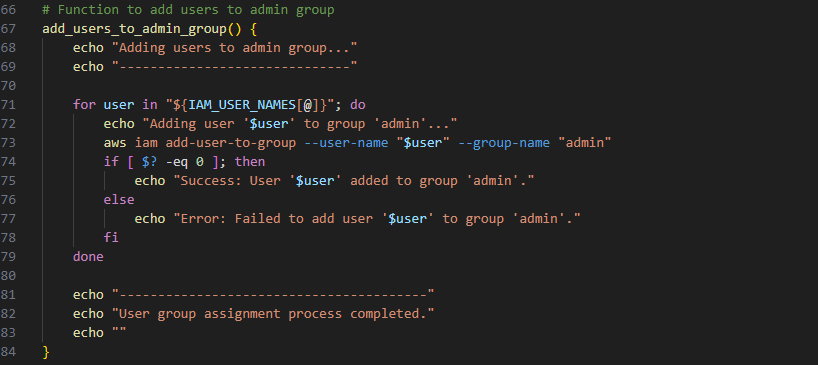 66 # Function to add users to admin group
67 add_users_to_admin_group() {
68     echo "Adding users to admin group..."
69     echo "------------------------------"
70
71     for user in "${IAM_USER_NAMES[@]}"; do
72         echo "Adding user '$user' to group 'admin'..."
73         aws iam add-user-to-group --user-name "$user" --group-name "admin"
74         if [ $? -eq 0 ]; then
75             echo "Success: User '$user' added to group 'admin'."
76         else
77             echo "Error: Failed to add user '$user' to group 'admin'."
78         fi
79     done
80
81     echo "----------------------------------------"
82     echo "User group assignment process completed."
83     echo ""
84 }